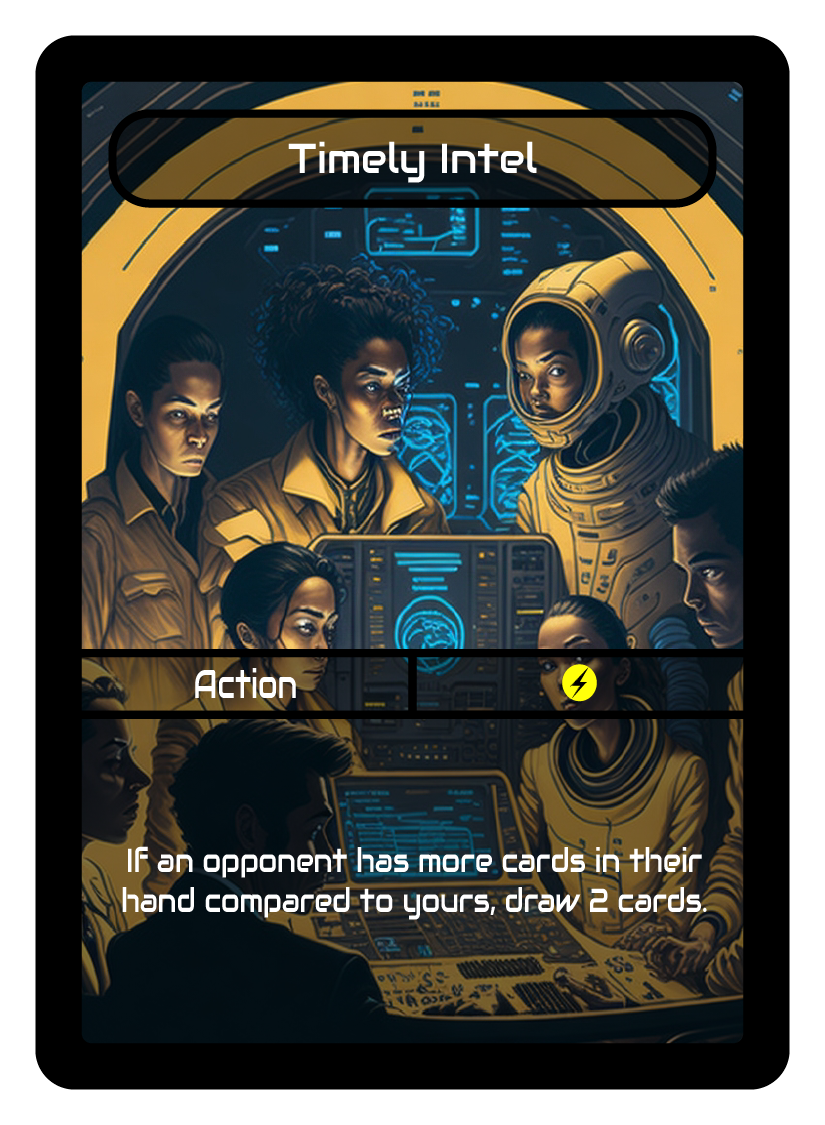 Timely Intel
Action
If an opponent has more cards in their
hand compared to yours, draw 2 cards.